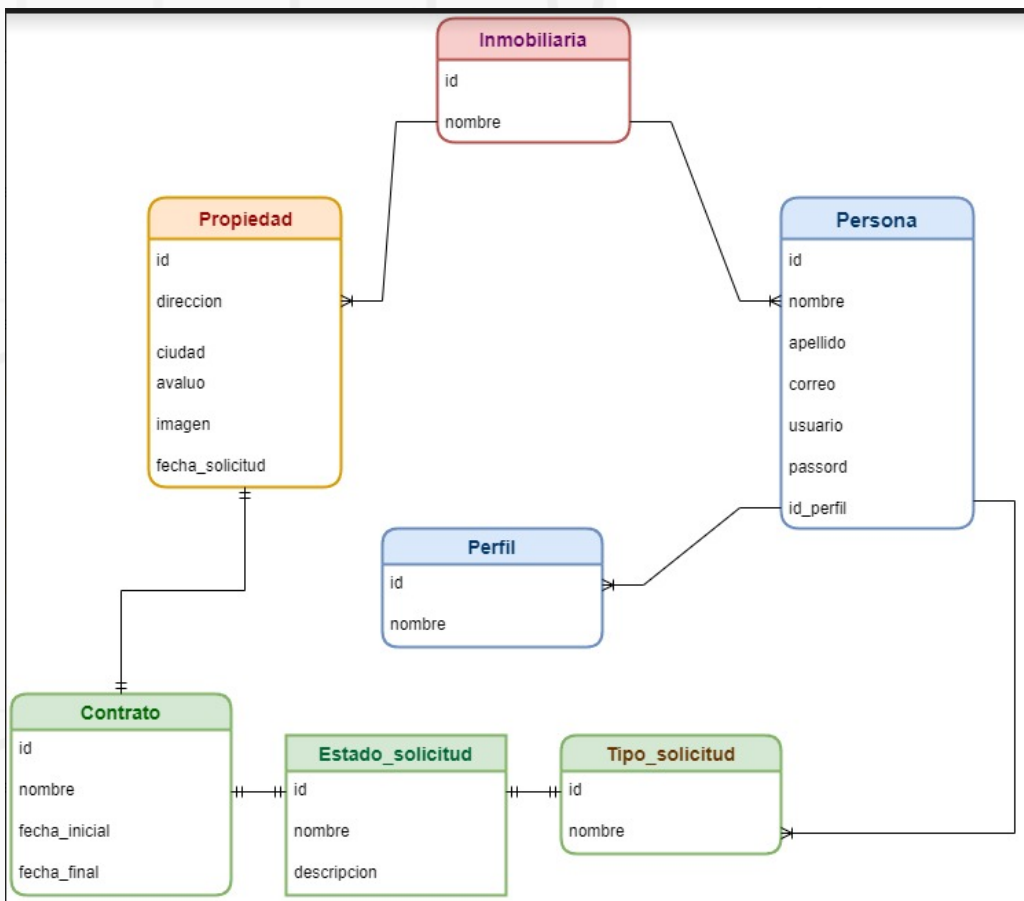 Inmobiliaria
id
nombre
Propiedad
id
direccion
ciudad
avaluo
imagen
fecha_solicitud
Persona
id
nombre
apellido
correo
usuario
passord
id_perfil
Perfil
id
nombre
Contrato
id
nombre
fecha_inicial
fecha_final
Estado_solicitud
id
nombre
descripcion
Tipo_solicitud
id
nombre